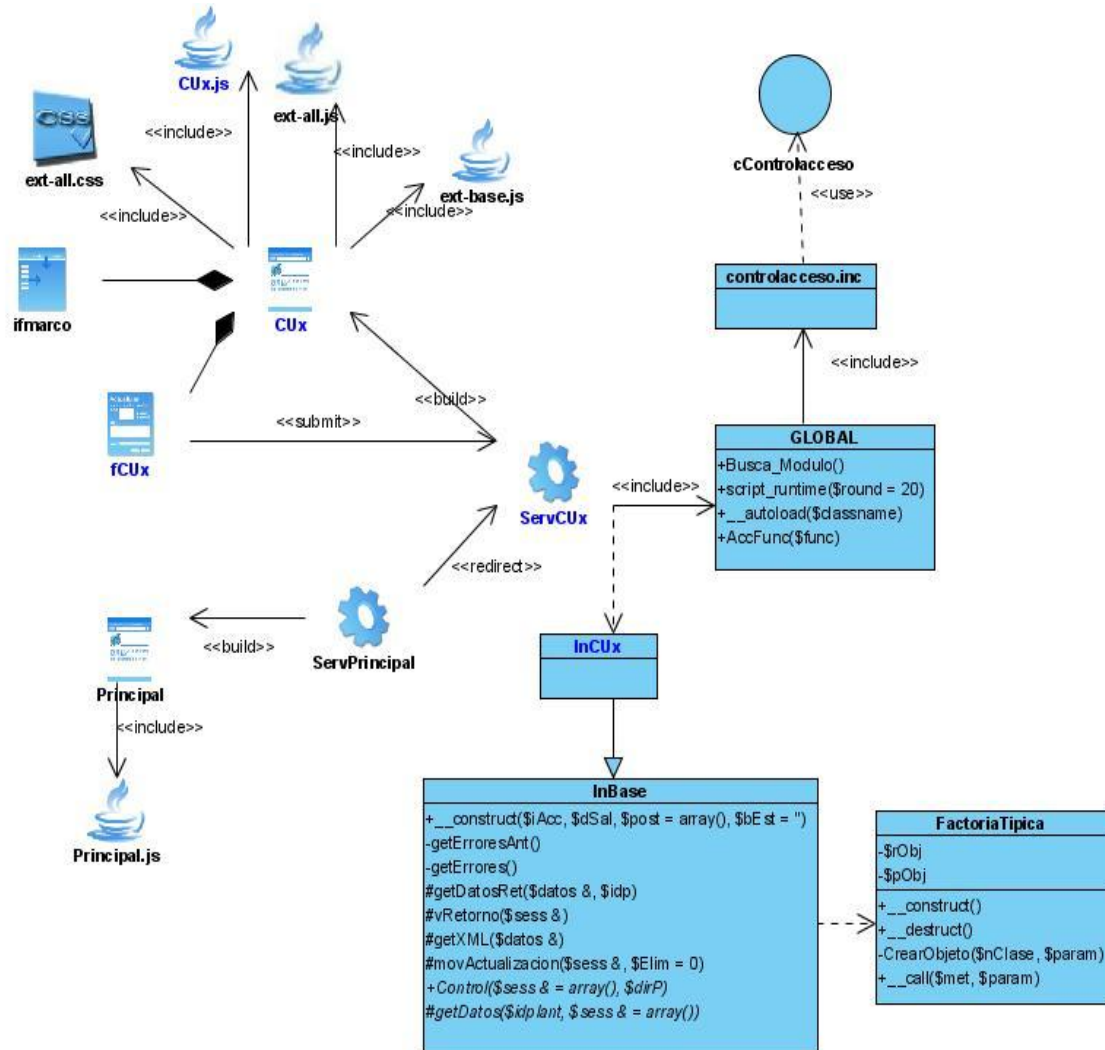 CUx.js
ext-all.js
<<include>>
CSS
ext-all.css
<<include>>
<<include>>
ext-base.js
<<include>>
cControlacceso
<<use>>
controlacceso.inc
ifmarco
CUx
<<include>>
fCUx
<<submit>>
<<build>>
ServCUx
<<include>>
GLOBAL
+Busca_Modulo()
+script_runtime($round = 20)
+__autoload($classname)
+AccFunc($func)
<<redirect>>
<<build>>
ServPrincipal
Principal
<<include>>
Principal.js
InCUx
InBase
+__construct($iAcc, $dSal, $post = array(), $bEst = '')
-getErroresAnt()
-getErrores()
#getDatosRet($datos &, $idp)
#vRetorno($sess &)
#getXML($datos &)
#movActualizacion($sess &, $Elim = 0)
+Control($sess & = array(), $dirP)
#getDatos($idplant, $sess & = array())
FactoriaTipica
-$rObj
-$pObj
+__construct()
+__destruct()
-CrearObjeto($nClase, $param)
+__call($met, $param)